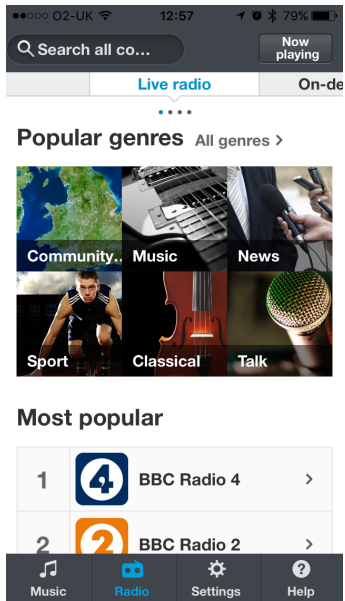 O2-UK 12:57 79%
Search all co...
Now
playing
Live radio On-de
Popular genres All genres >
Community.. Music News
Sport Classical Talk
Most popular
1 4 BBC Radio 4 >
2 2 BBC Radio 2 >
Music Radio Settings Help